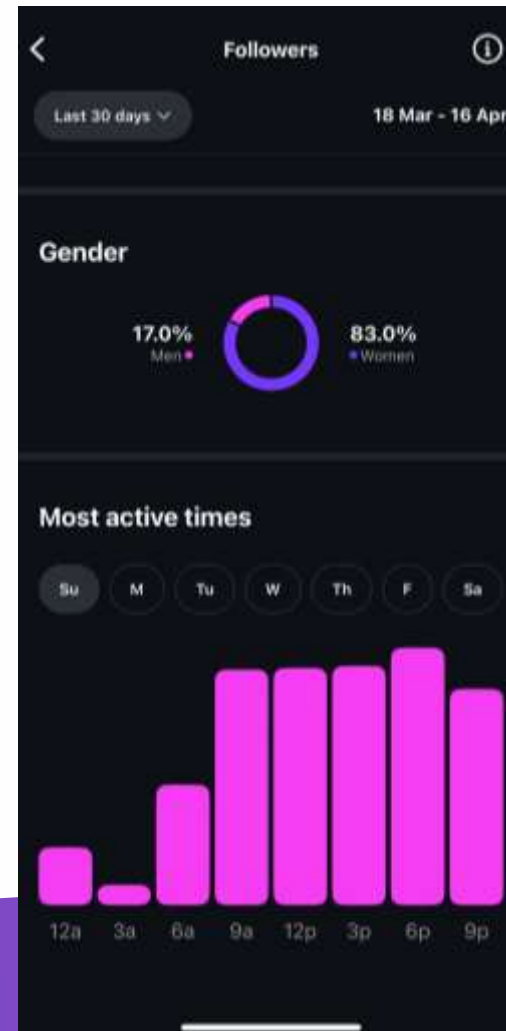 Followers
Last 30 days
18 Mar - 16 Apr
Gender
17.0%
Men
83.0%
Women
Most active times
Su M Tu W Th F Sa
12a 3a 6a 9a 12p 3p 6p 9p